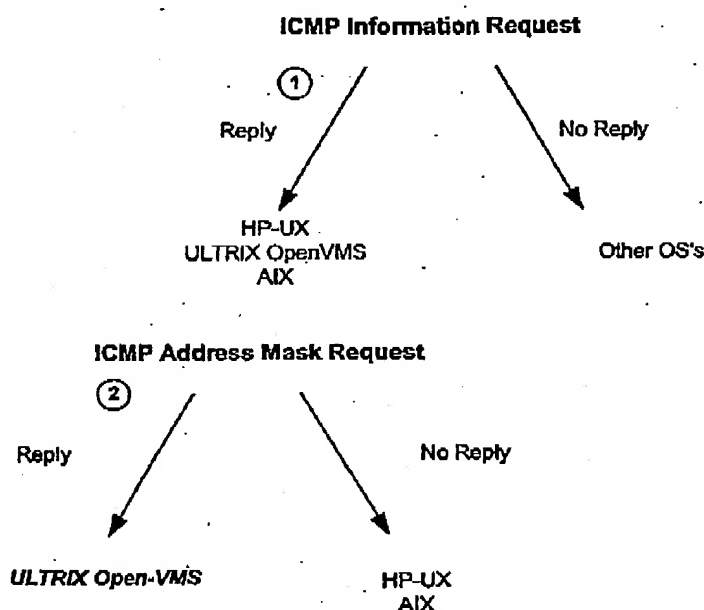 ICMP Information Request
1
Reply
No Reply
HP-UX
ULTRIX OpenVMS
AIX
Other OS's
ICMP Address Mask Request
2
Reply
No Reply
ULTRIX Open-VMS
HP-UX
AIX